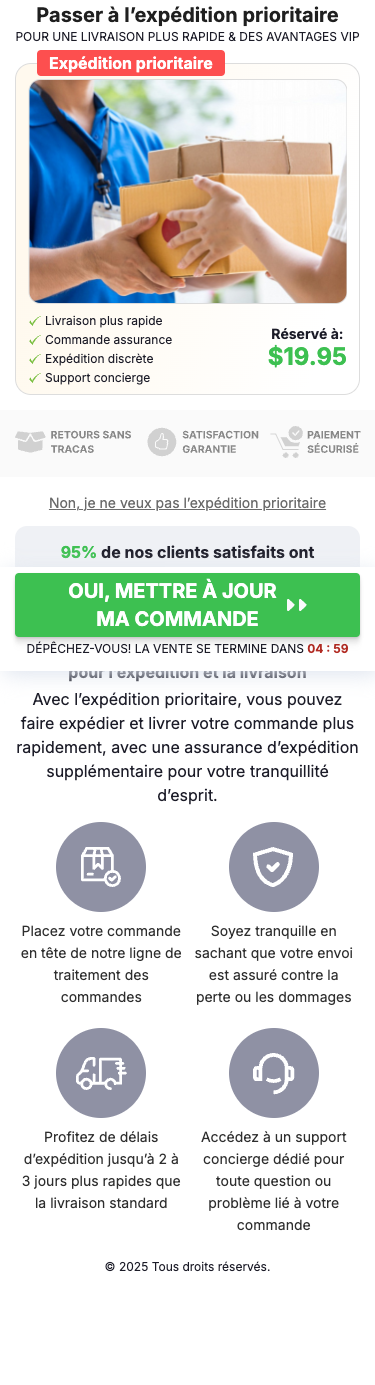 Passer à l’expédition prioritaire
POUR UNE LIVRAISON PLUS RAPIDE & DES AVANTAGES VIP
Expédition prioritaire
Livraison plus rapide
Commande assurance
Expédition discrète
Support concierge
Réservé à:
$19.95
RETOURS SANS
TRACAS
SATISFACTION
GARANTIE
PAIEMENT
SÉCURISÉ
Non, je ne veux pas l’expédition prioritaire
95% de nos clients satisfaits ont
OUI, METTRE À JOUR
MA COMMANDE
DÉPÊCHEZ-VOUS! LA VENTE SE TERMINE DANS 04 : 59
pour l’expédition et la livraison
Avec l’expédition prioritaire, vous pouvez
faire expédier et livrer votre commande plus
rapidement, avec une assurance d’expédition
supplémentaire pour votre tranquillité
d’esprit.
Placez votre commande
en tête de notre ligne de
traitement des
commandes
Soyez tranquille en
sachant que votre envoi
est assuré contre la
perte ou les dommages
Profitez de délais
d’expédition jusqu’à 2 à
3 jours plus rapides que
la livraison standard
Accédez à un support
concierge dédié pour
toute question ou
problème lié à votre
commande
© 2025 Tous droits réservés.